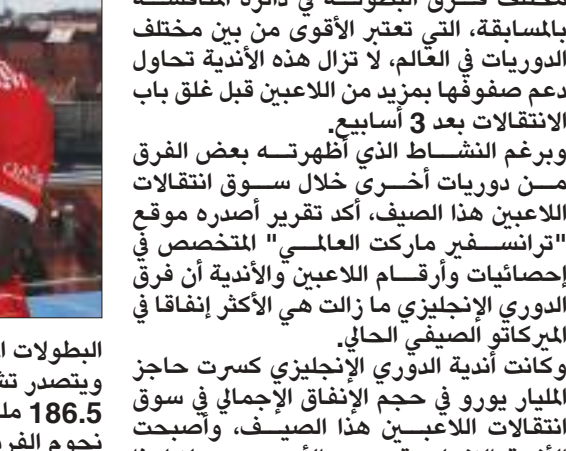 بالمسابقة، التي تعتبر الأقوى من بين مختلف
الدوريات في العالم، لا تزال هذه الأندية تحاول
دعم صفوفها بمزيد من اللاعبين قبل غلق باب
الانتقالات بعد 3 أسابيع.
وبرغم النشاط الذي أظهرته بعض الفرق
من دوريات أخرى خلال سوق انتقالات
اللاعبين هذا الصيف، أكد تقرير أصدره موقع
"ترانسفير ماركت العالمي" المتخصص في
إحصائيات وأرقام اللاعبين والأندية أن فرق
الدوري الإنجليزي ما زالت هي الأكثر إنفاقا في
الميركاتو الصيفي الحالي.
وكانت أندية الدوري الإنجليزي كسرت حاجز
المليار يورو في حجم الإنفاق الإجمالي في سوق
انتقالات اللاعبين هذا الصيف، وأصبحت
البطولات
ويتصدر
186.5
نجوم